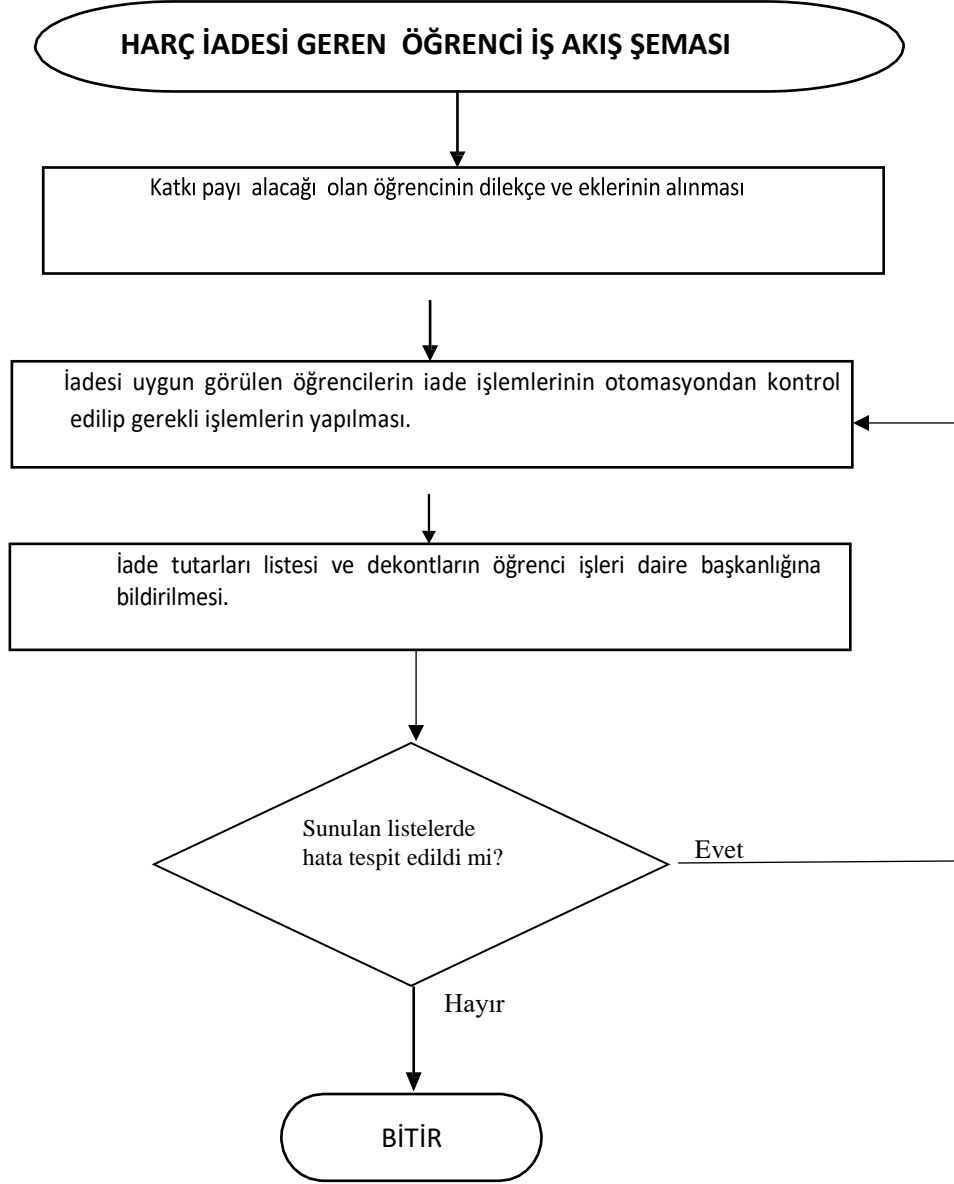 HARÇ İADESİ GEREN ÖĞRENCİ İŞ AKIŞ ŞEMASI
Katkı payı alacağı olan öğrencinin dilekçe ve eklerinin alınması
İadesi uygun görülen öğrencilerin iade işlemlerinin otomasyondan kontrol
edilip gerekli işlemlerin yapılması.
İade tutarları listesi ve dekontların öğrenci işleri daire başkanlığına
bildirilmesi.
Sunulan listelerde
hata tespit edildi mi?
Evet
Hayır
BİTİR